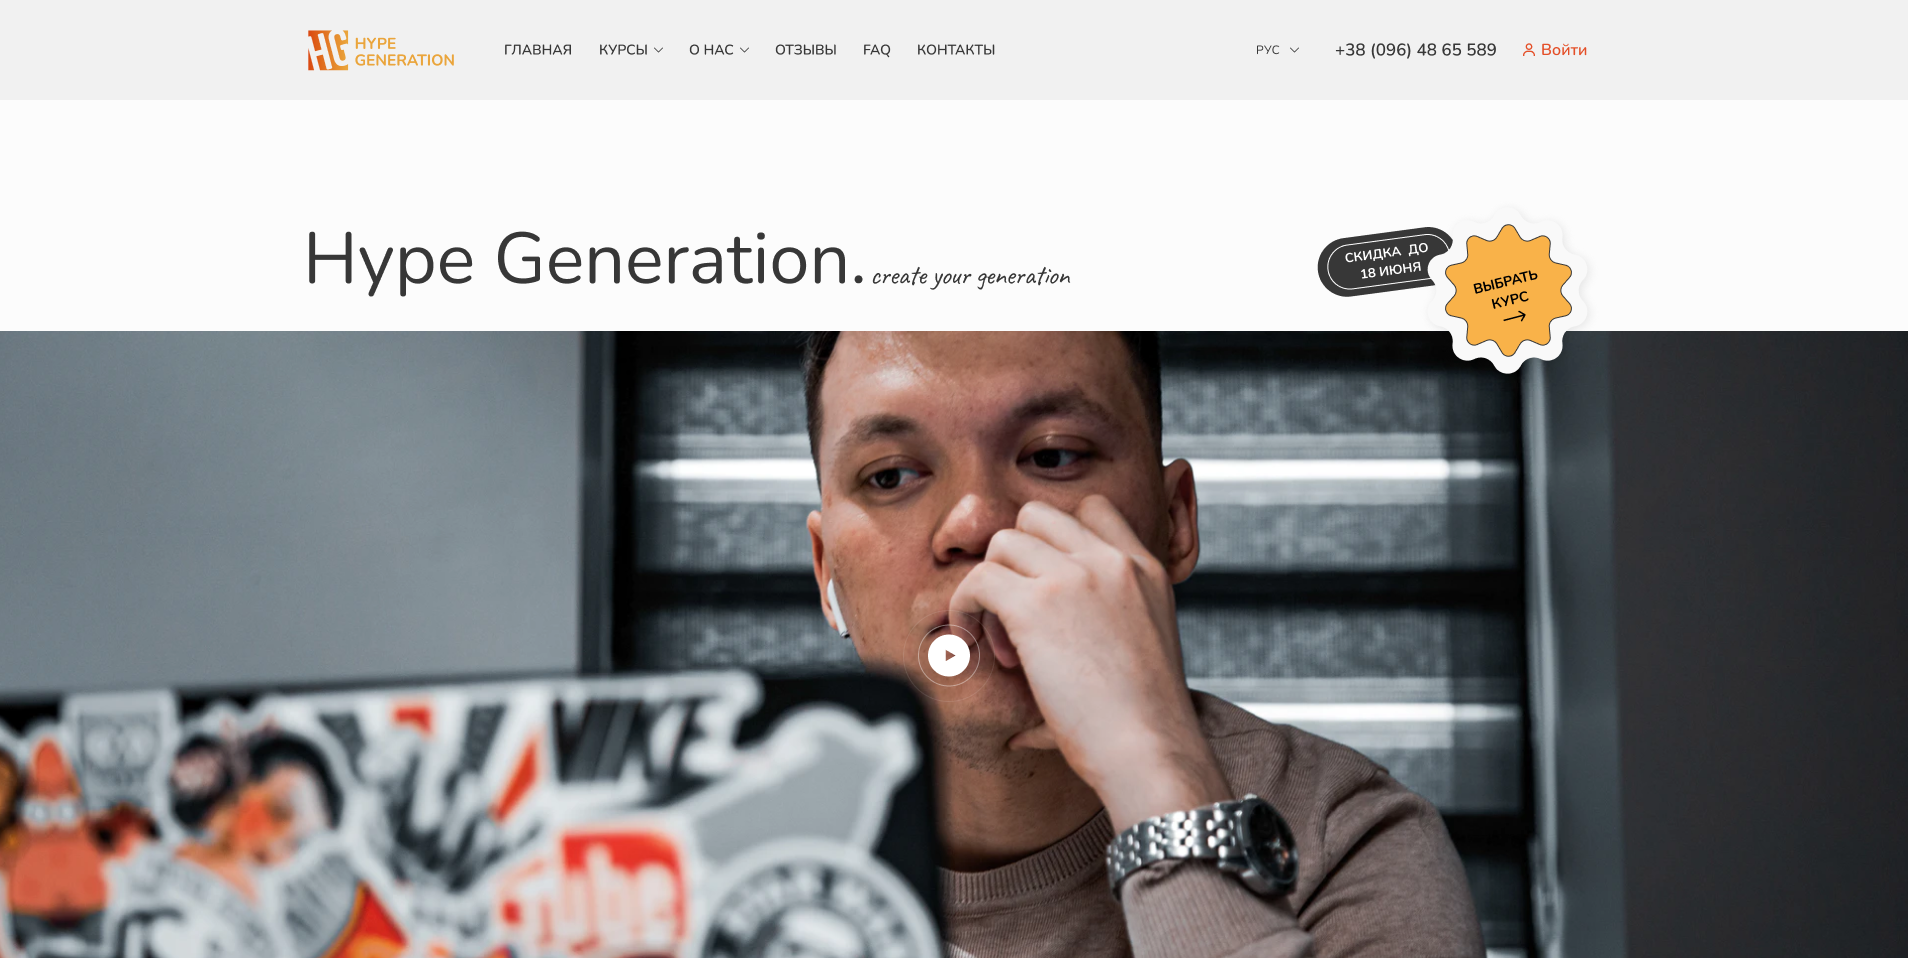 HYPE
GENERATION
ГЛАВНАЯ
КУРСЫ
О НАС
ОТЗЫВЫ
FAQ
КОНТАКТЫ
РУС
+38 (096) 48 65 589
Войти
Hype Generation.
create your generation
СКИДКА ДО
18 ИЮНЯ
ВЫБРАТЬ
КУРС
Tube